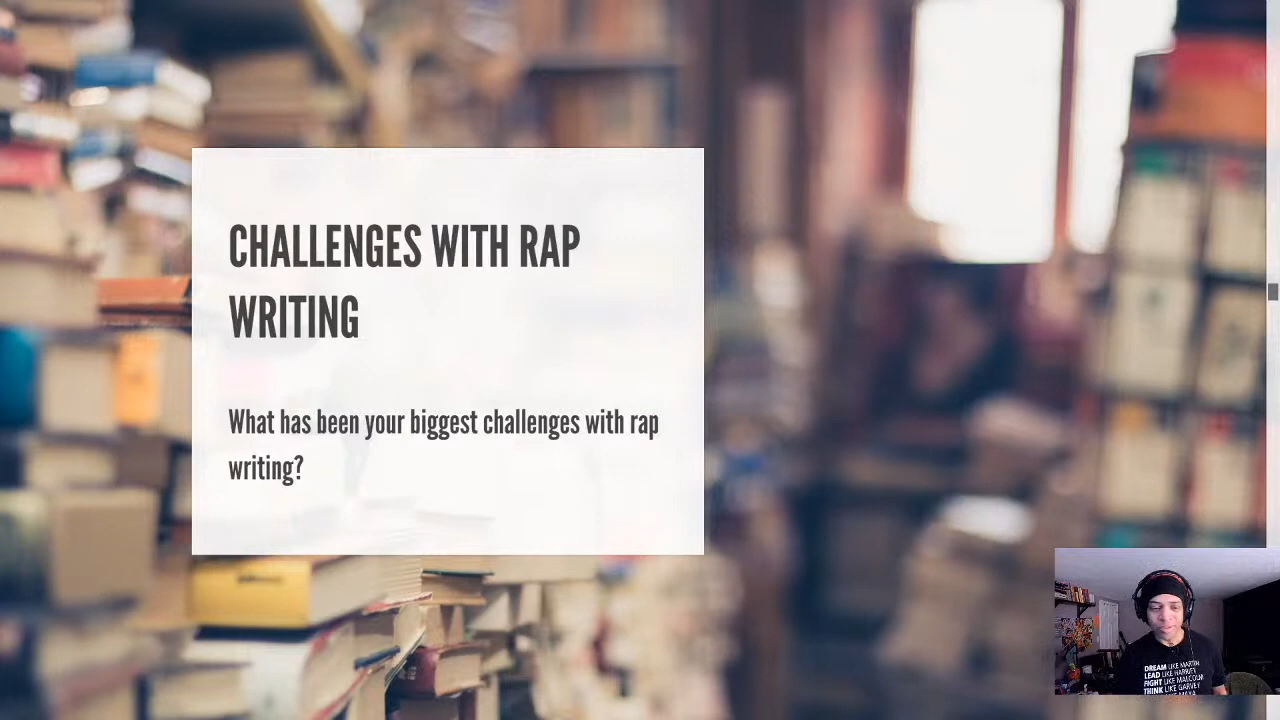 CHALLENGES WITH RAP
WRITING
What has been your biggest challenges with rap
writing?
DREAM LIKE MARTIN
LEAD LIKE HARRIET
FIGHT LIKE MALCOLM
THINK LIKE GARVEY